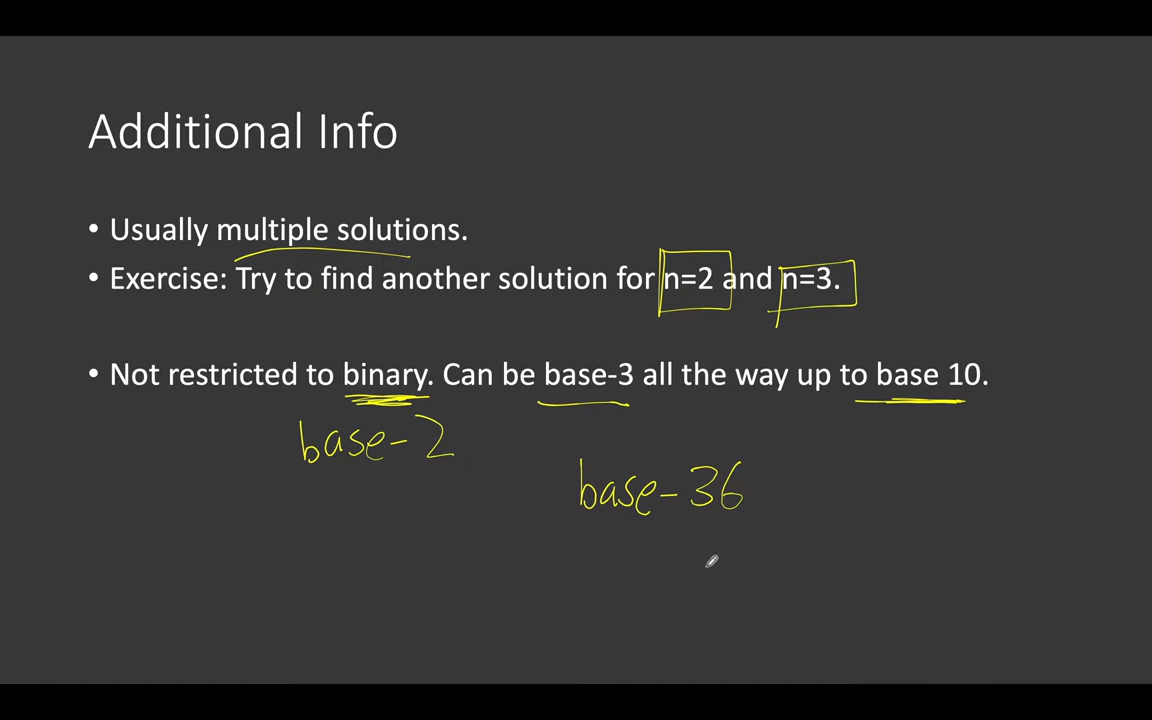 Additional Info
• Usually multiple solutions.
• Exercise: Try to find another solution for n=2 and n=3.
• Not restricted to binary. Can be base-3 all the way up to base 10.
base-2
base-36